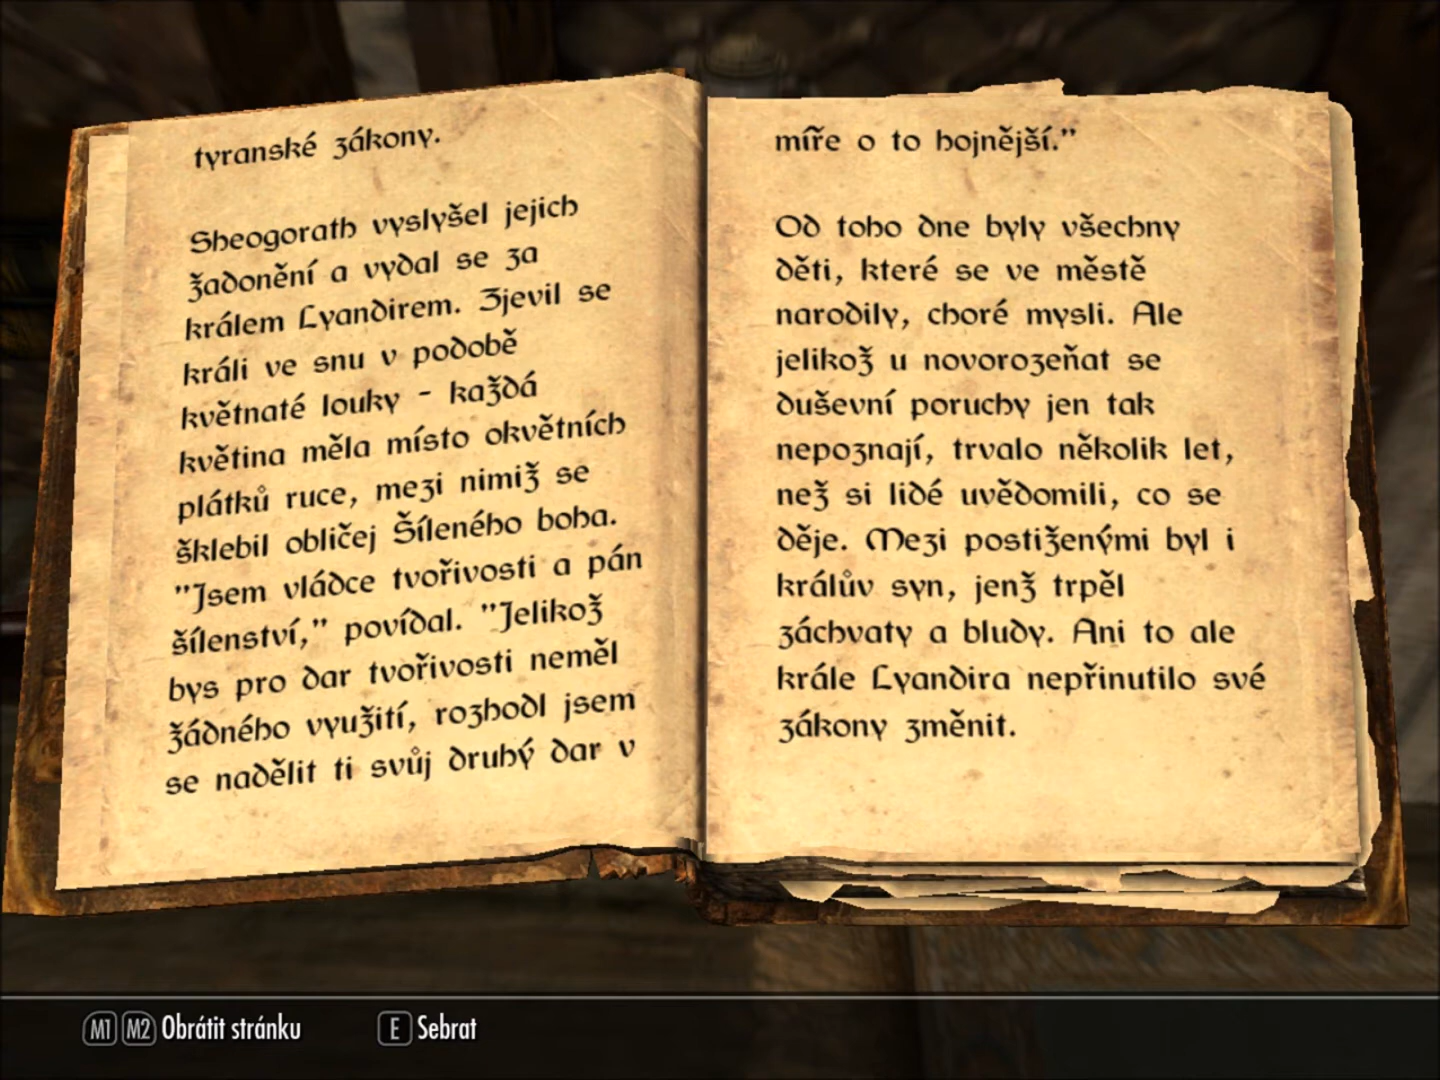 tyranské zákony.
Sheogorath vyslyšel jejich
žadonění a vydal se za
králem Lyandirem. Zjevil se
králi ve snu v podobě
květnaté louky - každá
květina měla místo okvětních
plátků ruce, mezi nimiž se
šklebil obličej Šíleného boha.
"Jsem vládce tvořivosti a pán
šílenství," povídal. "Jelikož
bys pro dar tvořivosti neměl
žádného využití, rozhodl jsem
se nadělit ti svůj druhý dar v
míře o to hojnější."
Od toho dne byly všechny
děti, které se ve městě
narodily, choré mysli. Ale
jelikož u novorozeňat se
duševní poruchy jen tak
nepoznají, trvalo několik let,
než si lidé uvědomili, co se
děje. Mezi postiženými byl i
králův syn, jenž trpěl
záchvaty a bludy. Ani to ale
krále Lyandira nepřinutilo své
zákony změnit.
M1 M2 Obrátit stránku E Sebrat